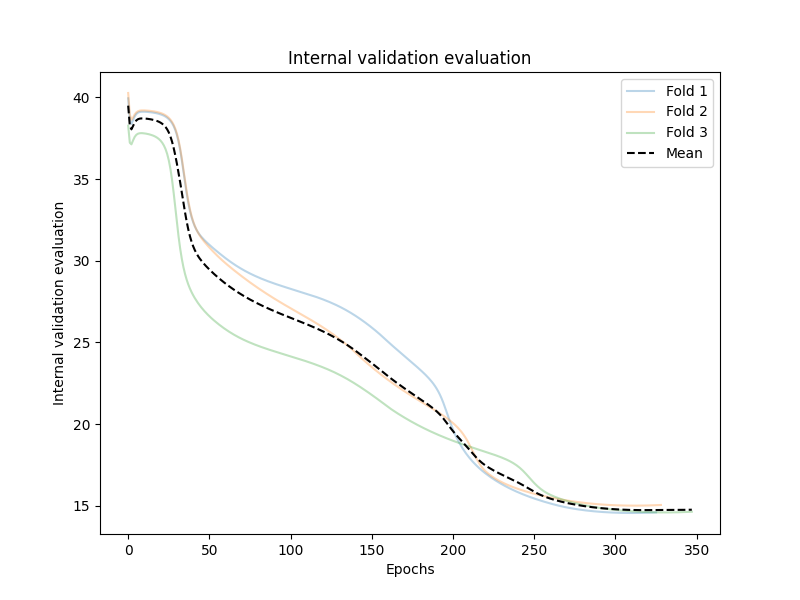 Internal validation evaluation
Fold 1
Fold 2
Fold 3
Mean
Internal validation evaluation
40
35
30
25
20
15
0 50 100 150 200 250 300 350
Epochs